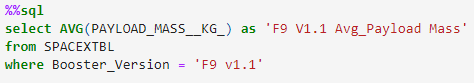 %%sql
select AVG(PAYLOAD_MASS__KG_) as 'F9 V1.1 Avg_Payload Mass'
from SPACEXTBL
where Booster_Version = 'F9 v1.1'